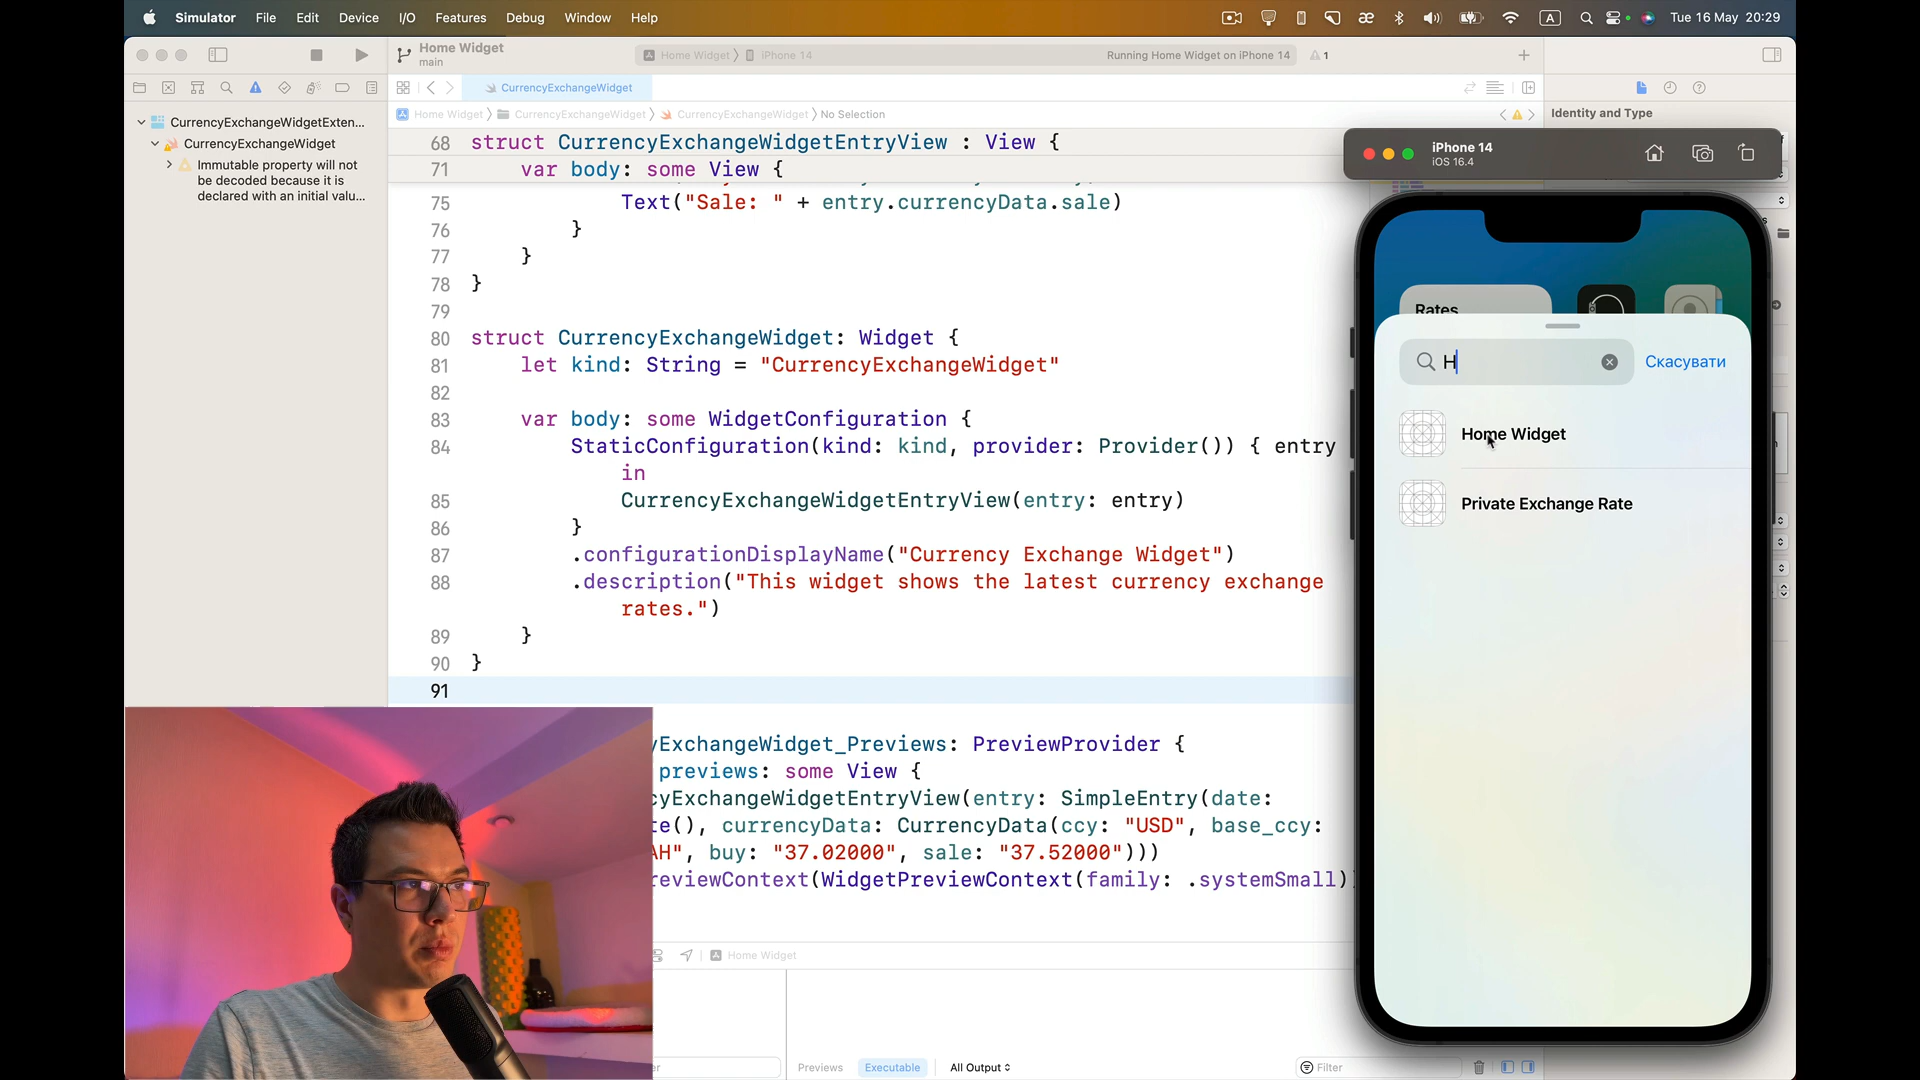 Simulator File Edit Device I/O Features Debug Window Help
A Tue 16 May 20:29
Home Widget
main
Home Widget iPhone 14
Running Home Widget on iPhone 14 1
CurrencyExchangeWidget
Home Widget CurrencyExchangeWidget CurrencyExchangeWidget No Selection
Identity and Type
CurrencyExchangeWidgetExten...
CurrencyExchangeWidget
Immutable property will not
be decoded because it is
declared with an initial valu...
68 struct CurrencyExchangeWidgetEntryView : View {
71 var body: some View {
75 Text("Sale: " + entry.currencyData.sale)
76 }
77 }
78 }
79
80 struct CurrencyExchangeWidget: Widget {
81 let kind: String = "CurrencyExchangeWidget"
82
83 var body: some WidgetConfiguration {
84 StaticConfiguration(kind: kind, provider: Provider()) { entry
in
85 CurrencyExchangeWidgetEntryView(entry: entry)
86 }
87 .configurationDisplayName("Currency Exchange Widget")
88 .description("This widget shows the latest currency exchange
rates.")
89 }
90 }
91
yExchangeWidget_Previews: PreviewProvider {
previews: some View {
cyExchangeWidgetEntryView(entry: SimpleEntry(date:
te(), currencyData: CurrencyData(ccy: "USD", base_ccy:
AH", buy: "37.02000", sale: "37.52000")))
reviewContext(WidgetPreviewContext(family: .systemSmall)
Home Widget
Previews Executable All Output
Filter
iPhone 14
iOS 16.4
Rates
H
Скасувати
Home Widget
Private Exchange Rate